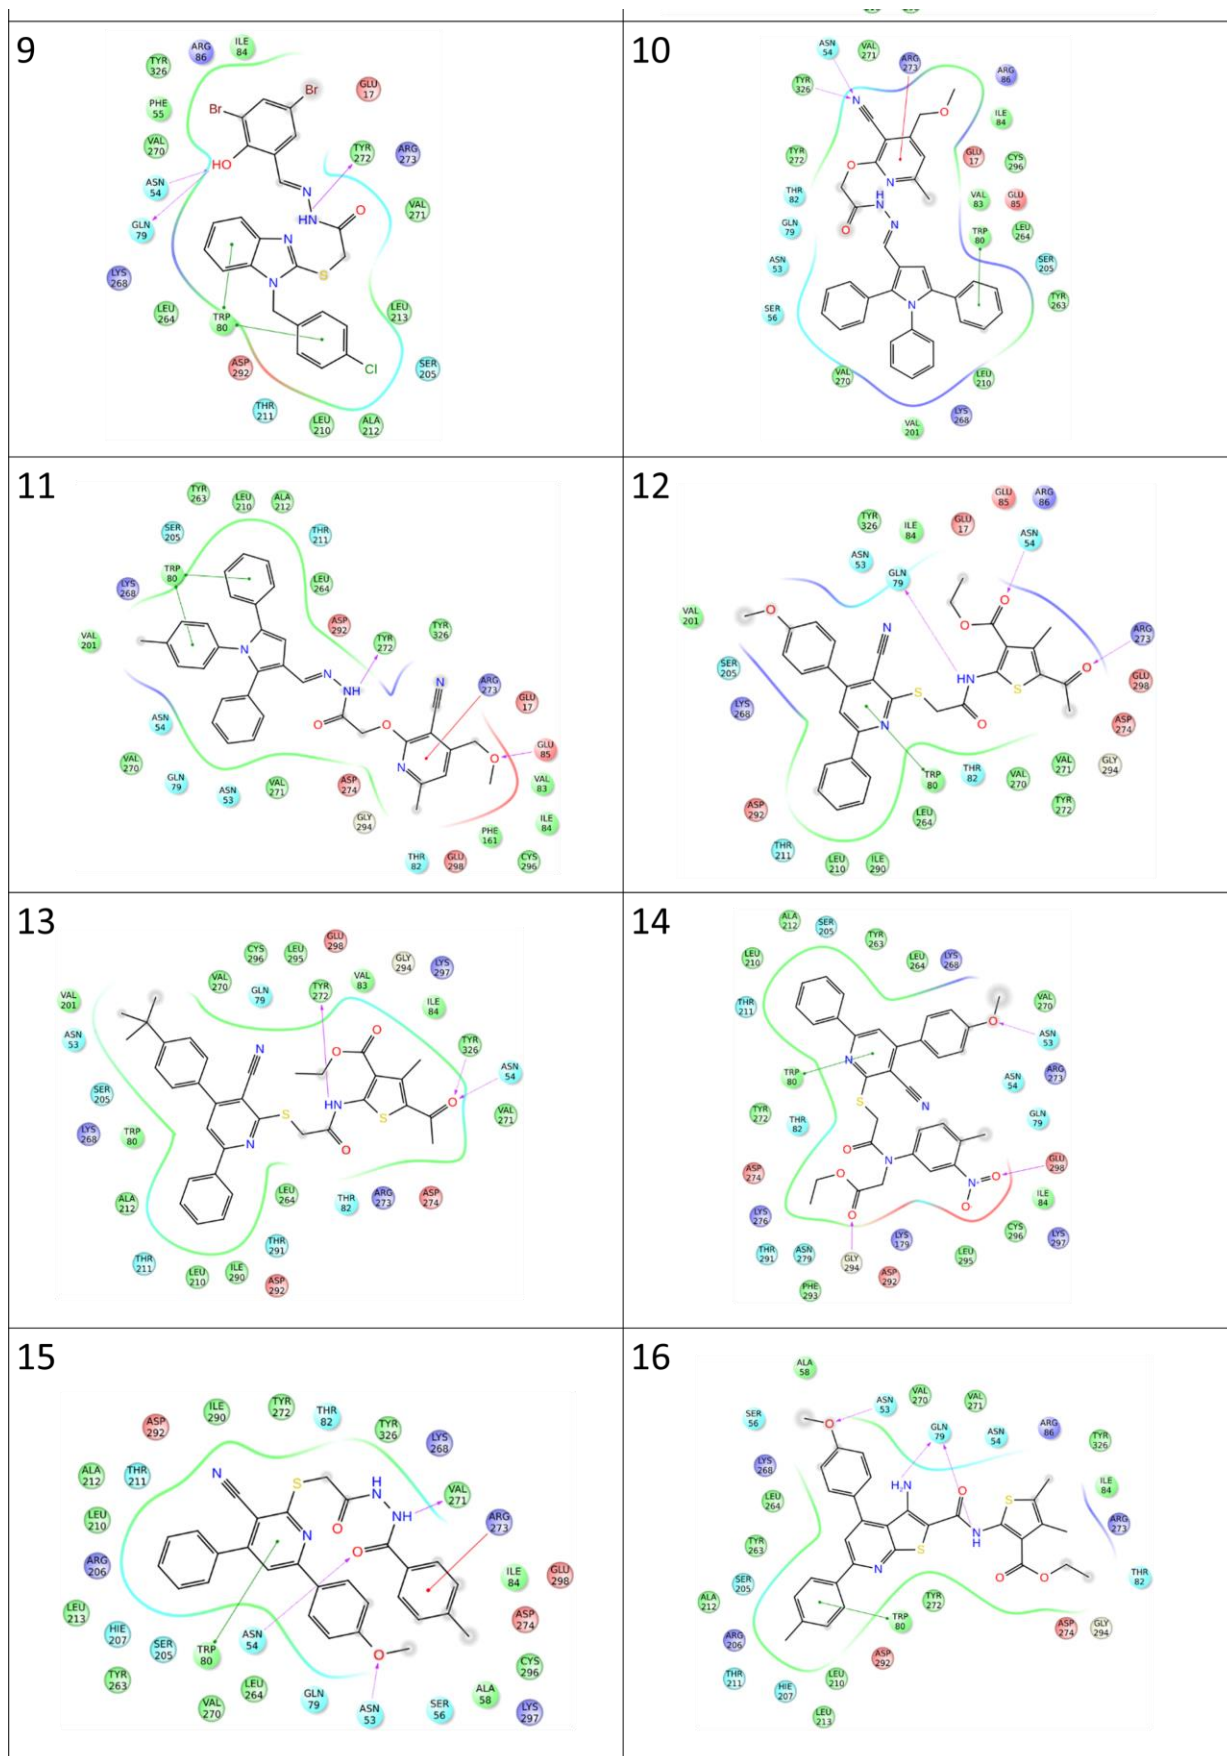 9
ARG 86
ILE 84
TYR 326
GLU 17
PHE 55
Br
Br
VAL 270
HO
TYR 272
ARG 273
ASN 54
N
HN
O
VAL 271
GLN 79
N
N
S
LYS 268
LEU 264
TRP 80
LEU 213
ASP 292
Cl
SER 205
THR 211
LEU 210
ALA 212
10
ASN 54
VAL 271
ARG 273
ARG 86
TYR 326
N
O
ILE 84
TYR 272
O
N
GLU 17
CYS 296
THR 82
H
N
VAL 83
GLU 85
GLN 79
O
N
TRP 80
LEU 264
ASN 53
SER 205
SER 56
N
TYR 263
VAL 270
LEU 210
VAL 201
LYS 268
11
TYR 263
LEU 210
ALA 212
SER 205
THR 211
TRP 80
LYS 268
LEU 264
VAL 201
ASP 292
TYR 272
TYR 326
N
N
NH
N
ARG 273
GLU 17
ASN 54
O
O
O
GLU 85
VAL 270
GLN 79
ASN 53
VAL 271
ASP 274
N
VAL 83
GLY 294
PHE 161
ILE 84
THR 82
GLU 298
CYS 296
12
GLU 85
ARG 86
TYR 326
ILE 84
GLU 17
ASN 54
ASN 53
GLN 79
VAL 201
O
N
O
O
ARG 273
SER 205
S
HN
S
O
GLU 298
LYS 268
N
O
ASP 274
TRP 80
THR 82
VAL 270
VAL 271
GLY 294
TYR 272
ASP 292
LEU 264
THR 211
LEU 210
ILE 290
13
GLU 298
CYS 296
LEU 295
GLY 294
LYS 297
VAL 270
GLN 79
TYR 272
VAL 83
VAL 201
ILE 84
ASN 53
O
TYR 326
N
O
ASN 54
SER 205
HN
O
S
S
VAL 271
LYS 268
TRP 80
N
O
ALA 212
LEU 264
THR 82
ARG 273
ASP 274
THR 211
THR 291
LEU 210
ILE 290
ASP 292
14
ALA 212
SER 205
TYR 263
LEU 210
LEU 264
LYS 268
THR 211
VAL 270
O
ASN 53
TRP 80
N
ASN 54
ARG 273
S
N
TYR 272
THR 82
GLN 79
O
N
ASP 274
O
N+
O
GLU 298
LYS 276
O
O-
ILE 84
THR 291
ASN 279
LYS 179
CYS 296
LYS 297
GLY 294
ASP 292
LEU 295
PHE 293
15
ASP 292
ILE 290
TYR 272
THR 82
TYR 326
LYS 268
ALA 212
THR 211
N
S
H
N
VAL 271
LEU 210
O
NH
ARG 273
N
O
ARG 206
ILE 84
GLU 298
LEU 213
HIE 207
SER 205
TRP 80
ASN 54
ASP 274
O
CYS 296
TYR 263
LEU 264
GLN 79
ALA 58
VAL 270
ASN 53
SER 56
LYS 297
16
ALA 58
SER 56
ASN 53
VAL 270
VAL 271
O
GLN 79
ASN 54
ARG 86
TYR 326
LYS 268
H2N
O
S
ILE 84
LEU 264
ARG 273
TYR 263
N
H
N
S
O
O
THR 82
SER 205
ALA 212
TRP 80
TYR 272
ASP 274
GLY 294
ARG 206
ASP 292
THR 211
HIE 207
LEU 210
LEU 213